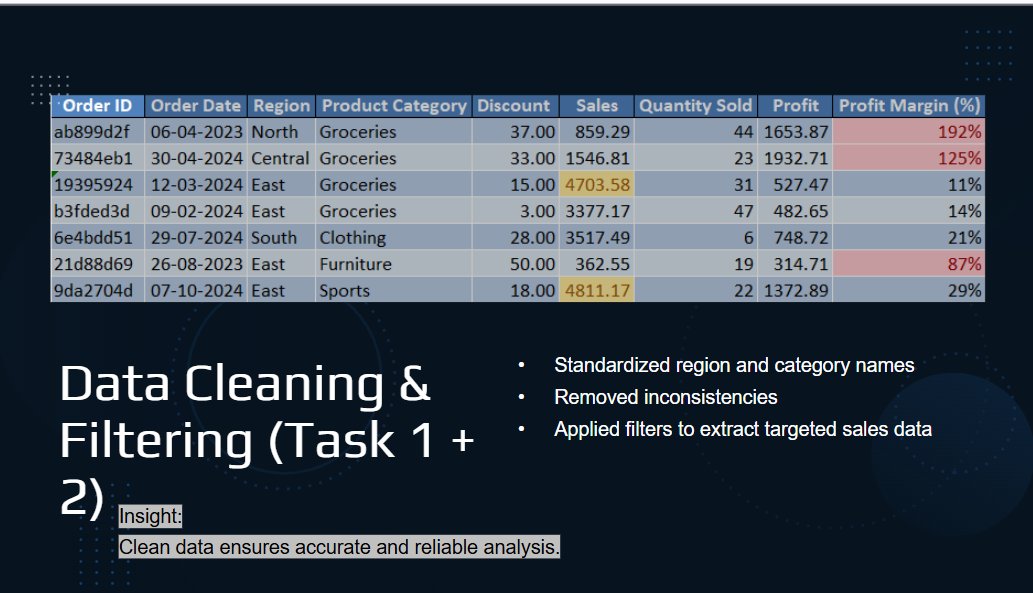 Order ID Order Date Region Product Category Discount Sales Quantity Sold Profit Profit Margin (%)
ab899d2f 06-04-2023 North Groceries 37.00 859.29 44 1653.87 192%
73484eb1 30-04-2024 Central Groceries 33.00 1546.81 23 1932.71 125%
19395924 12-03-2024 East Groceries 15.00 4703.58 31 527.47 11%
b3fded3d 09-02-2024 East Groceries 3.00 3377.17 47 482.65 14%
6e4bdd51 29-07-2024 South Clothing 28.00 3517.49 6 748.72 21%
21d88d69 26-08-2023 East Furniture 50.00 362.55 19 314.71 87%
9da2704d 07-10-2024 East Sports 18.00 4811.17 22 1372.89 29%
Data Cleaning &
Filtering (Task 1 +
2)
• Standardized region and category names
• Removed inconsistencies
• Applied filters to extract targeted sales data
Insight:
Clean data ensures accurate and reliable analysis.